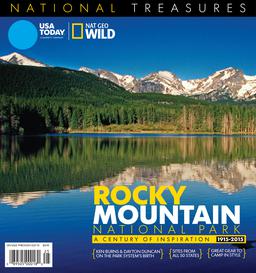 NATIONAL TREASURES
USA TODAY
NAT GEO WILD
ROCKY
MOUNTAIN
NATIONAL PARK
A CENTURY OF INSPIRATION 1915-2015
KEN BURNS & DAYTON DUNCAN
ON THE PARK SYSTEM'S BIRTH
SITES FROM
ALL 50 STATES
GREAT GEAR TO
CAMP IN STYLE